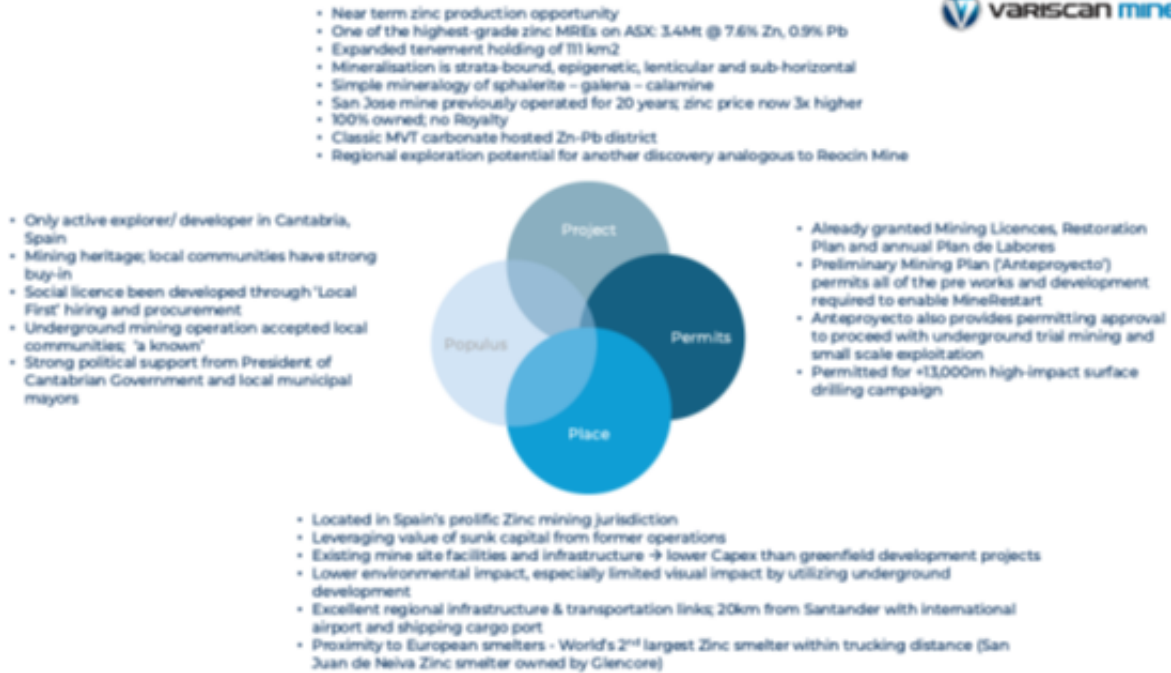 VARISCAN MINE
• Near term zinc production opportunity
• One of the highest-grade zinc MREs on ASX: 3.4Mt @ 7.6% Zn, 0.9% Pb
• Expanded tenement holding of 111 km2
• Mineralisation is strata-bound, epigenetic, lenticular and sub-horizontal
• Simple mineralogy of sphalerite – galena – calamine
• San Jose mine previously operated for 20 years; zinc price now 3x higher
• 100% owned; no Royalty
• Classic MVT carbonate hosted Zn-Pb district
• Regional exploration potential for another discovery analogous to Reocin Mine
• Only active explorer/ developer in Cantabria,
Spain
• Mining heritage; local communities have strong
buy-in
• Social licence been developed through 'Local
First' hiring and procurement
• Underground mining operation accepted local
communities; 'a known'
• Strong political support from President of
Cantabrian Government and local municipal
mayors
Project
Populus
Permits
Place
• Already granted Mining Licences, Restoration
Plan and annual Plan de Labores
• Preliminary Mining Plan ('Anteproyecto')
permits all of the pre works and development
required to enable MineRestart
• Anteproyecto also provides permitting approval
to proceed with underground trial mining and
small scale exploitation
• Permitted for +13,000m high-impact surface
drilling campaign
• Located in Spain's prolific Zinc mining jurisdiction
• Leveraging value of sunk capital from former operations
• Existing mine site facilities and infrastructure → lower Capex than greenfield development projects
• Lower environmental impact, especially limited visual impact by utilizing underground
development
• Excellent regional infrastructure & transportation links; 20km from Santander with international
airport and shipping cargo port
• Proximity to European smelters - World's 2nd largest Zinc smelter within trucking distance (San
Juan de Neiva Zinc smelter owned by Glencore)